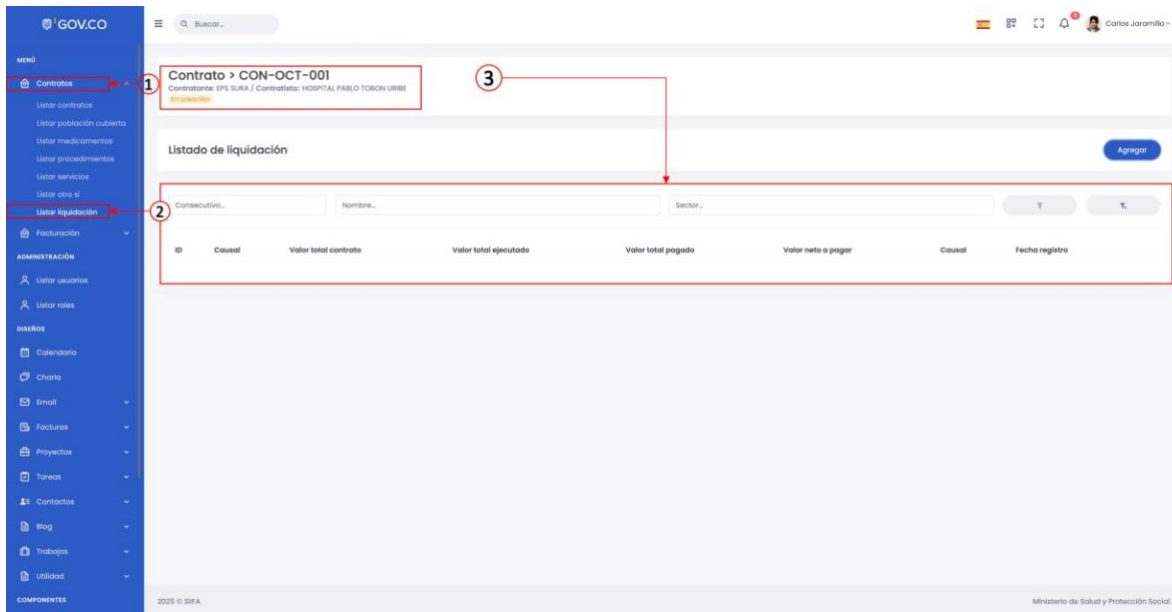 GOV.CO
Buscar...
Carlos Jaramillo
MENÚ
Contratos
Listar contratos
Listar población cubierta
Listar medicamentos
Listar procedimientos
Listar servicios
Listar otro si
Listar liquidación
Facturación
ADMINISTRACIÓN
Listar usuarios
Listar roles
DISEÑOS
Calendario
Charla
Email
Facturas
Proyectos
Tareas
Contactos
Blog
Trabajos
Utilidad
COMPONENTES
1
2
3
Contrato > CON-OCT-001
Contratante: EPS SURA / Contratista: HOSPITAL PABLO TOBON URIBE
En creación
Listado de liquidación
Agregar
Consecutivo... Nombre... Sector...
ID Causal Valor total contrato Valor total ejecutado Valor total pagado Valor neto a pagar Causal Fecha registro
2025 © SIIFA
Ministerio de Salud y Protección Social.